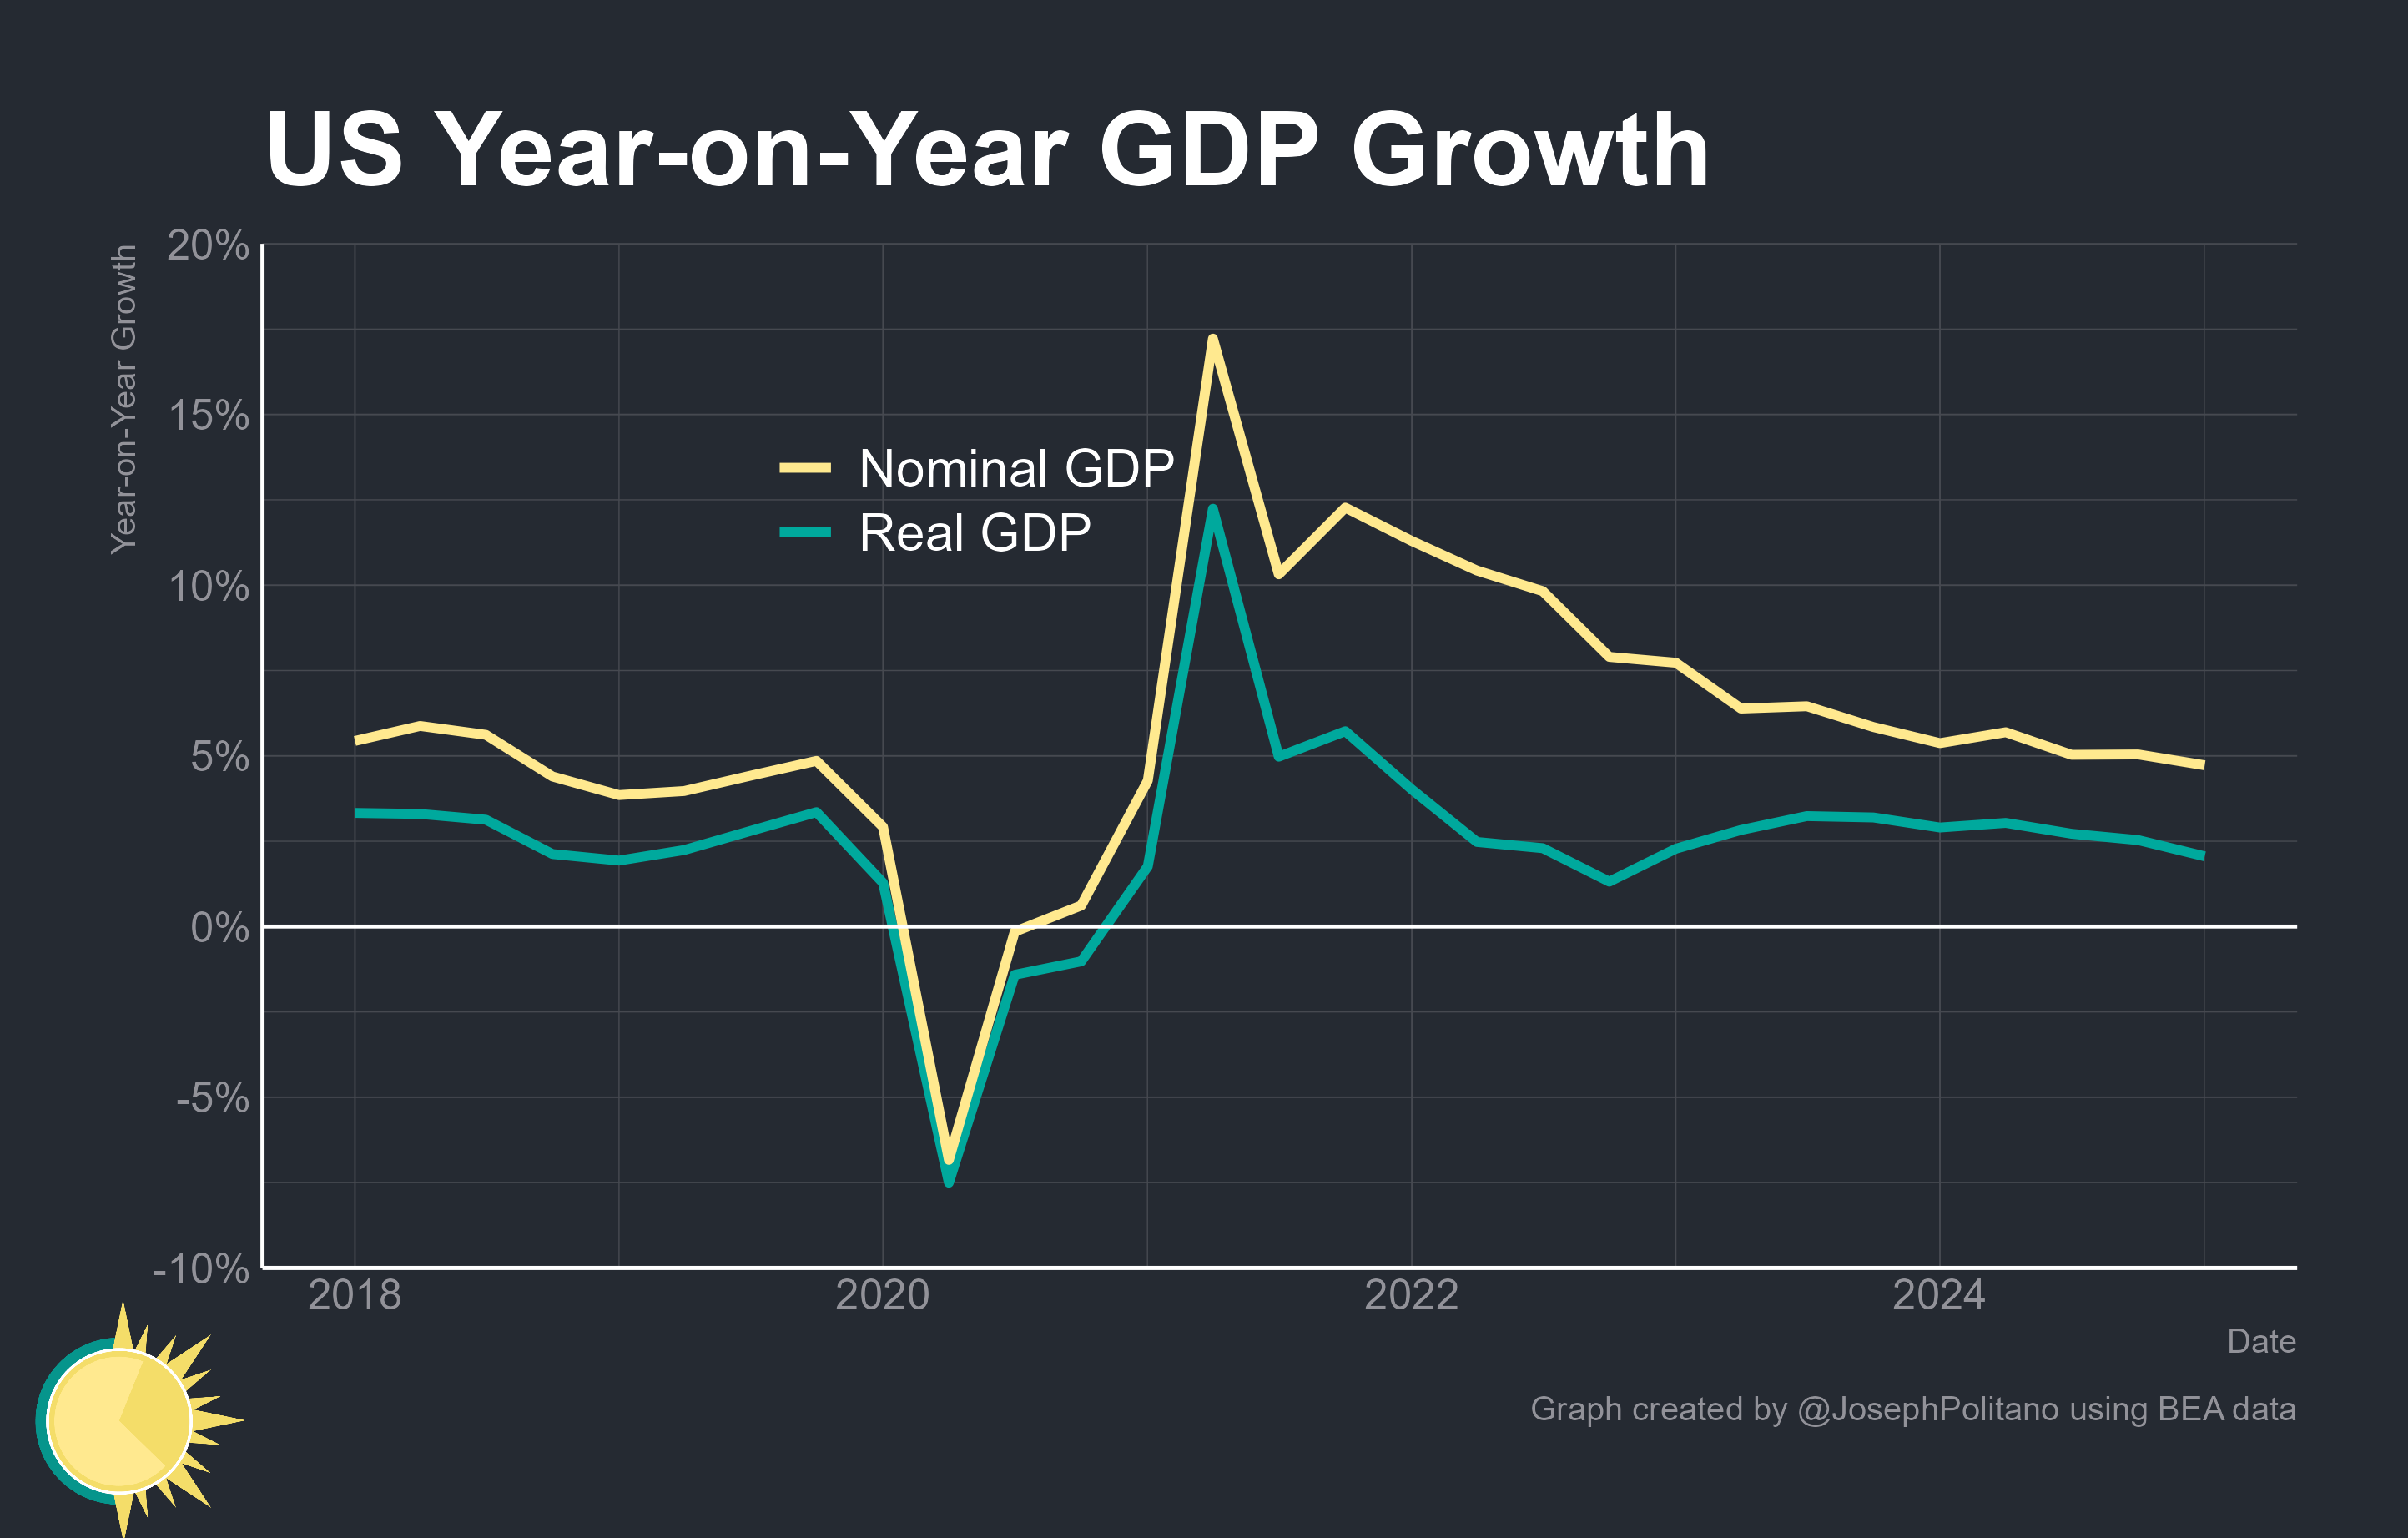 US Year-on-Year GDP Growth
Year-on-Year Growth
20%
15%
10%
5%
0%
-5%
-10%
Nominal GDP
Real GDP
2018 2020 2022 2024
Date
Graph created by @JosephPolitano using BEA data